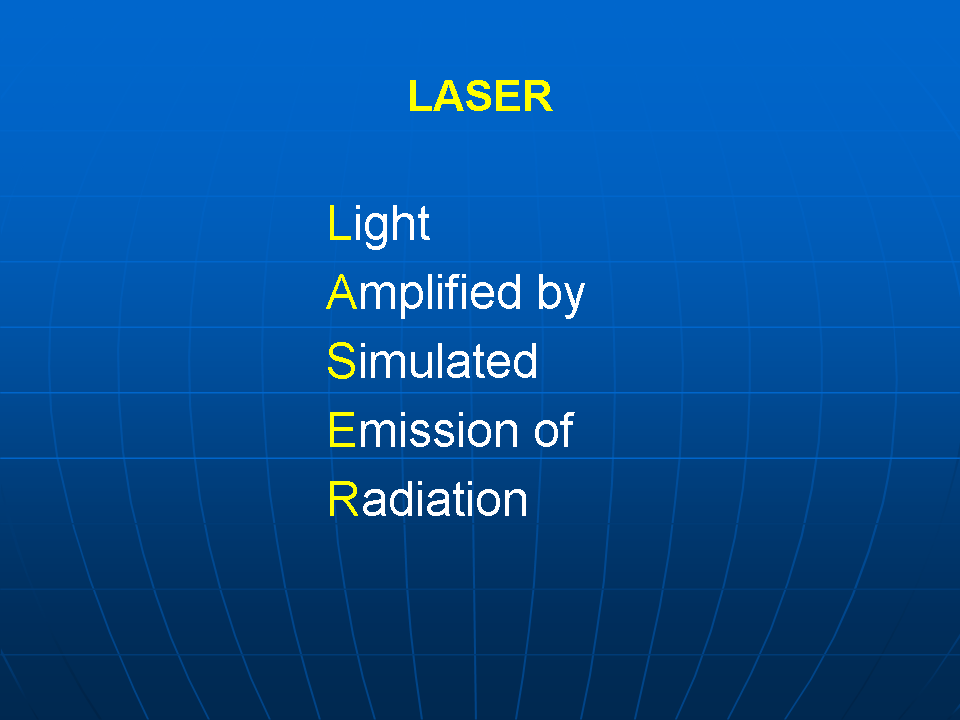 LASER
Light
Amplified by
Simulated
Emission of
Radiation